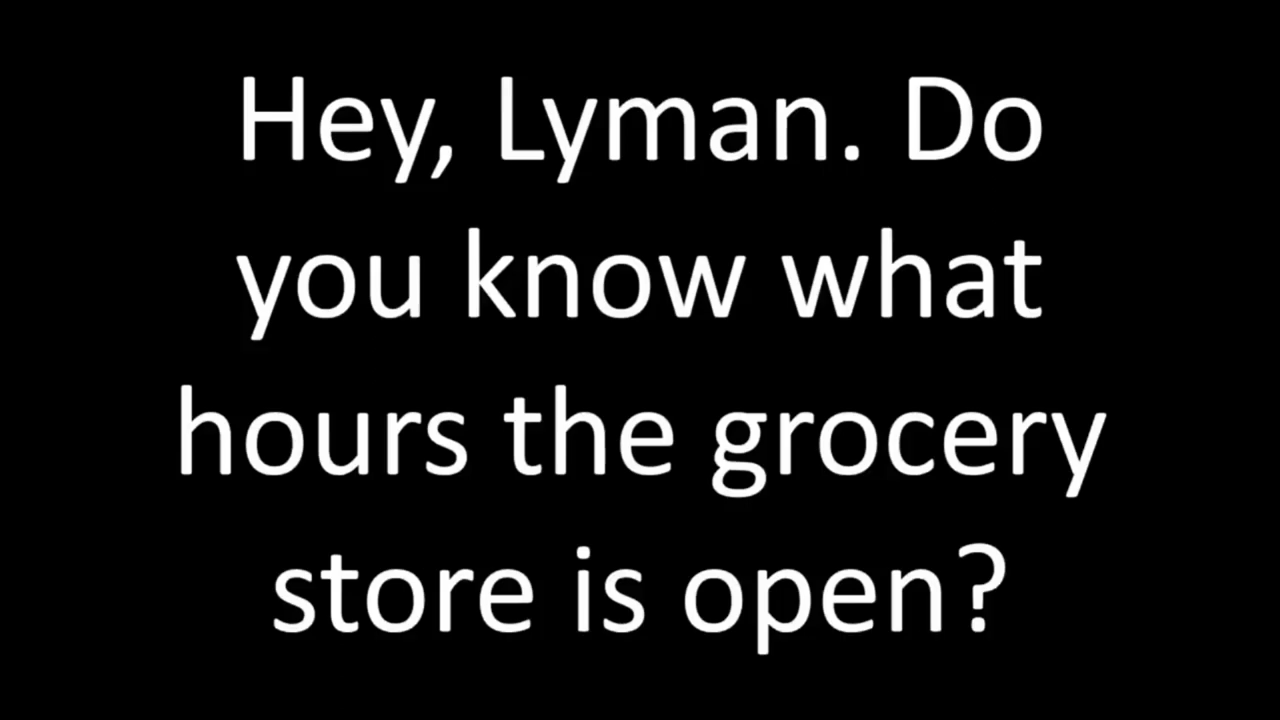 Hey, Lyman. Do
you know what
hours the grocery
store is open?